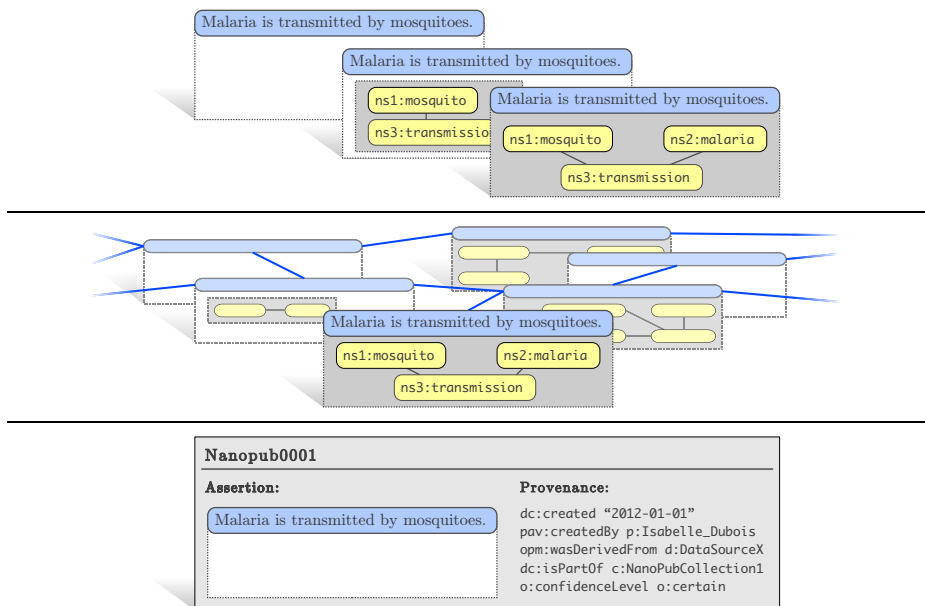 Malaria is transmitted by mosquitoes.
Malaria is transmitted by mosquitoes.
ns1:mosquito
ns3:transmission
Malaria is transmitted by mosquitoes.
ns1:mosquito
ns2:malaria
ns3:transmission
Malaria is transmitted by mosquitoes.
ns1:mosquito
ns2:malaria
ns3:transmission
Nanopub0001
Assertion:
Malaria is transmitted by mosquitoes.
Provenance:
dc:created “2012-01-01”
pav:createdBy p:Isabelle_Dubois
opm:wasDerivedFrom d:DataSourceX
dc:isPartOf c:NanoPubCollection1
o:confidenceLevel o:certain